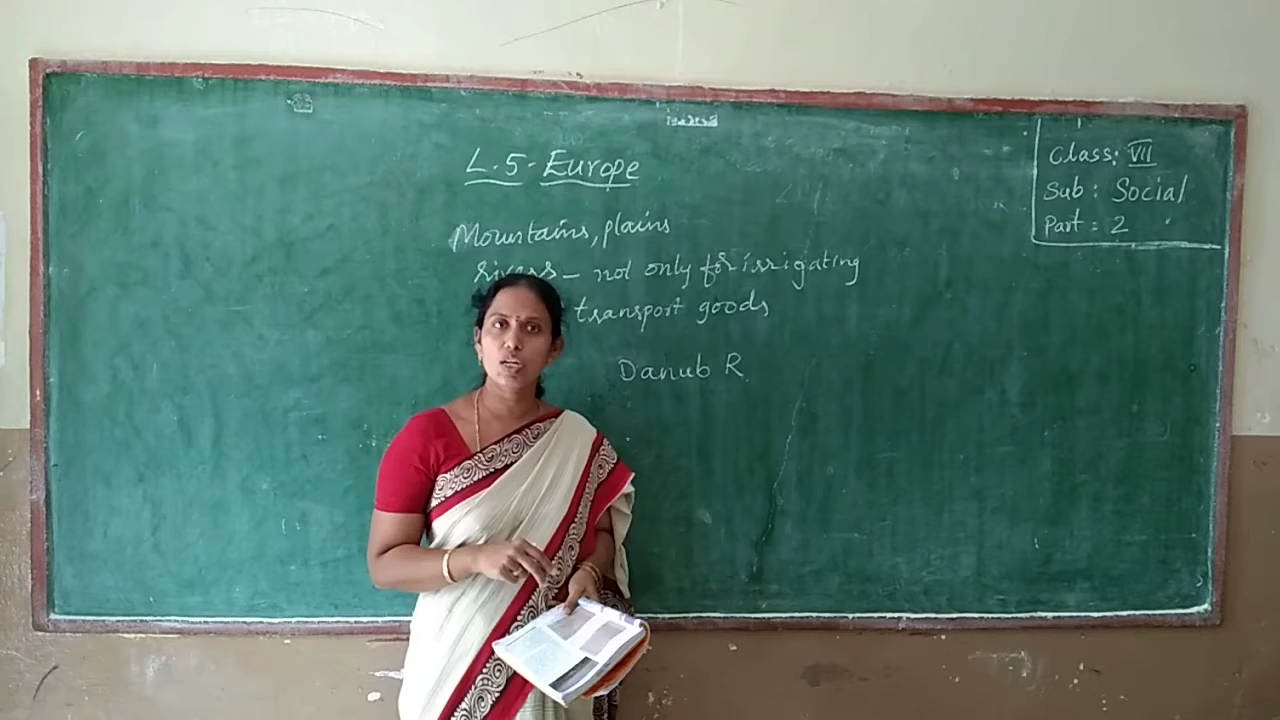 L.5- Europe
Mountains, plains
rivers - not only for irrigating
transport goods
Danub R.
Class: VII
Sub: Social
Part: 2